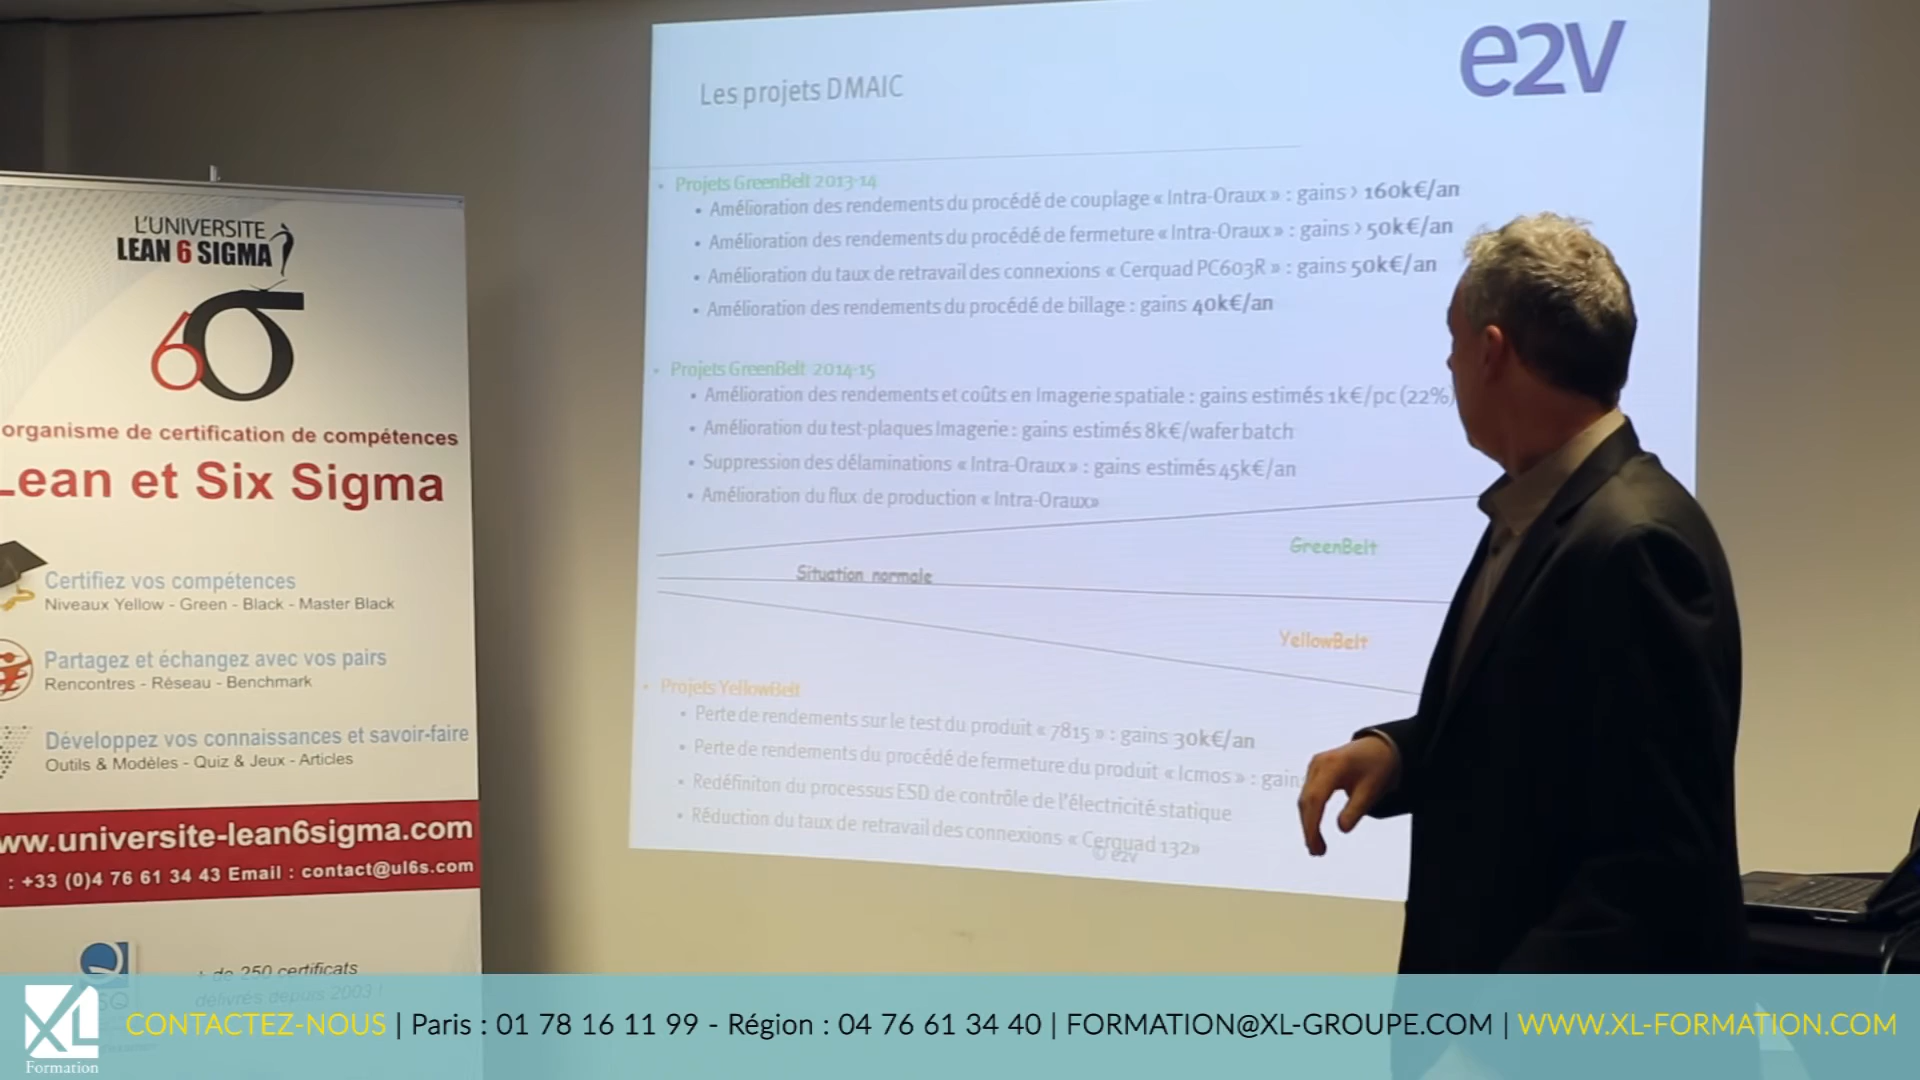 e2v
Les projets DMAIC
• Projets GreenBelt 2013-14
• Amélioration des rendements du procédé de couplage « Intra-Oraux » : gains > 160k€/an
• Amélioration des rendements du procédé de fermeture « Intra-Oraux » : gains > 50k€/an
• Amélioration du taux de retravail des connexions « Cerquad PC603R » : gains 50k€/an
• Amélioration des rendements du procédé de billage : gains 40k€/an
• Projets GreenBelt 2014-15
• Amélioration des rendements et coûts en Imagerie spatiale : gains estimés 1k€/pc (22%)
• Amélioration du test-plaques Imagerie : gains estimés 8k€/wafer batch
• Suppression des délaminations « Intra-Oraux » : gains estimés 45k€/an
• Amélioration du flux de production « Intra-Oraux»
GreenBelt
Situation normale
YellowBelt
• Projets YellowBelt
• Perte de rendements sur le test du produit « 7815 » : gains 30k€/an
• Perte de rendements du procédé de fermeture du produit « Icmos » : gain
• Redéfiniton du processus ESD de contrôle de l'électricité statique
• Réduction du taux de retravail des connexions « Cerquad 132»
© e2v
L'UNIVERSITE
LEAN 6 SIGMA
6σ
organisme de certification de compétences
Lean et Six Sigma
Certifiez vos compétences
Niveaux Yellow - Green - Black - Master Black
Partagez et échangez avec vos pairs
Rencontres - Réseau - Benchmark
Développez vos connaissances et savoir-faire
Outils & Modèles - Quiz & Jeux - Articles
ww.universite-lean6sigma.com
: +33 (0)4 76 61 34 43 Email : contact@ul6s.com
+ de 250 certificats
délivrés depuis 2003 !
XL
Formation
CONTACTEZ-NOUS | Paris : 01 78 16 11 99 - Région : 04 76 61 34 40 | FORMATION@XL-GROUPE.COM | WWW.XL-FORMATION.COM